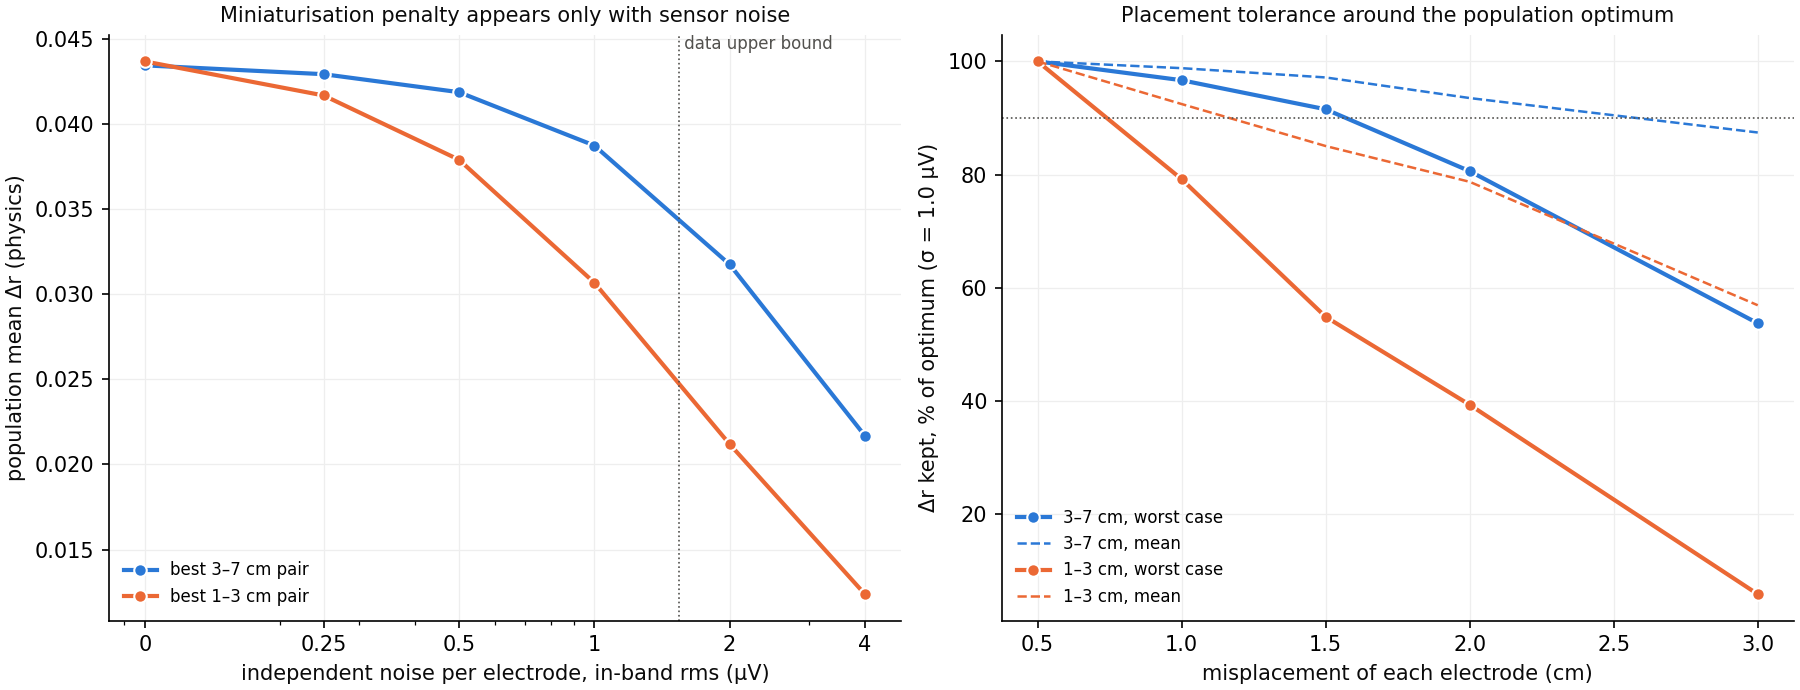 Miniaturisation penalty appears only with sensor noise
data upper bound
population mean Δr (physics)
0.045
0.040
0.035
0.030
0.025
0.020
0.015
best 3–7 cm pair
best 1–3 cm pair
0 0.25 0.5 1 2 4
independent noise per electrode, in-band rms (μV)
Placement tolerance around the population optimum
Δr kept, % of optimum (σ = 1.0 μV)
100
80
60
40
20
3–7 cm, worst case
3–7 cm, mean
1–3 cm, worst case
1–3 cm, mean
0.5 1.0 1.5 2.0 2.5 3.0
misplacement of each electrode (cm)